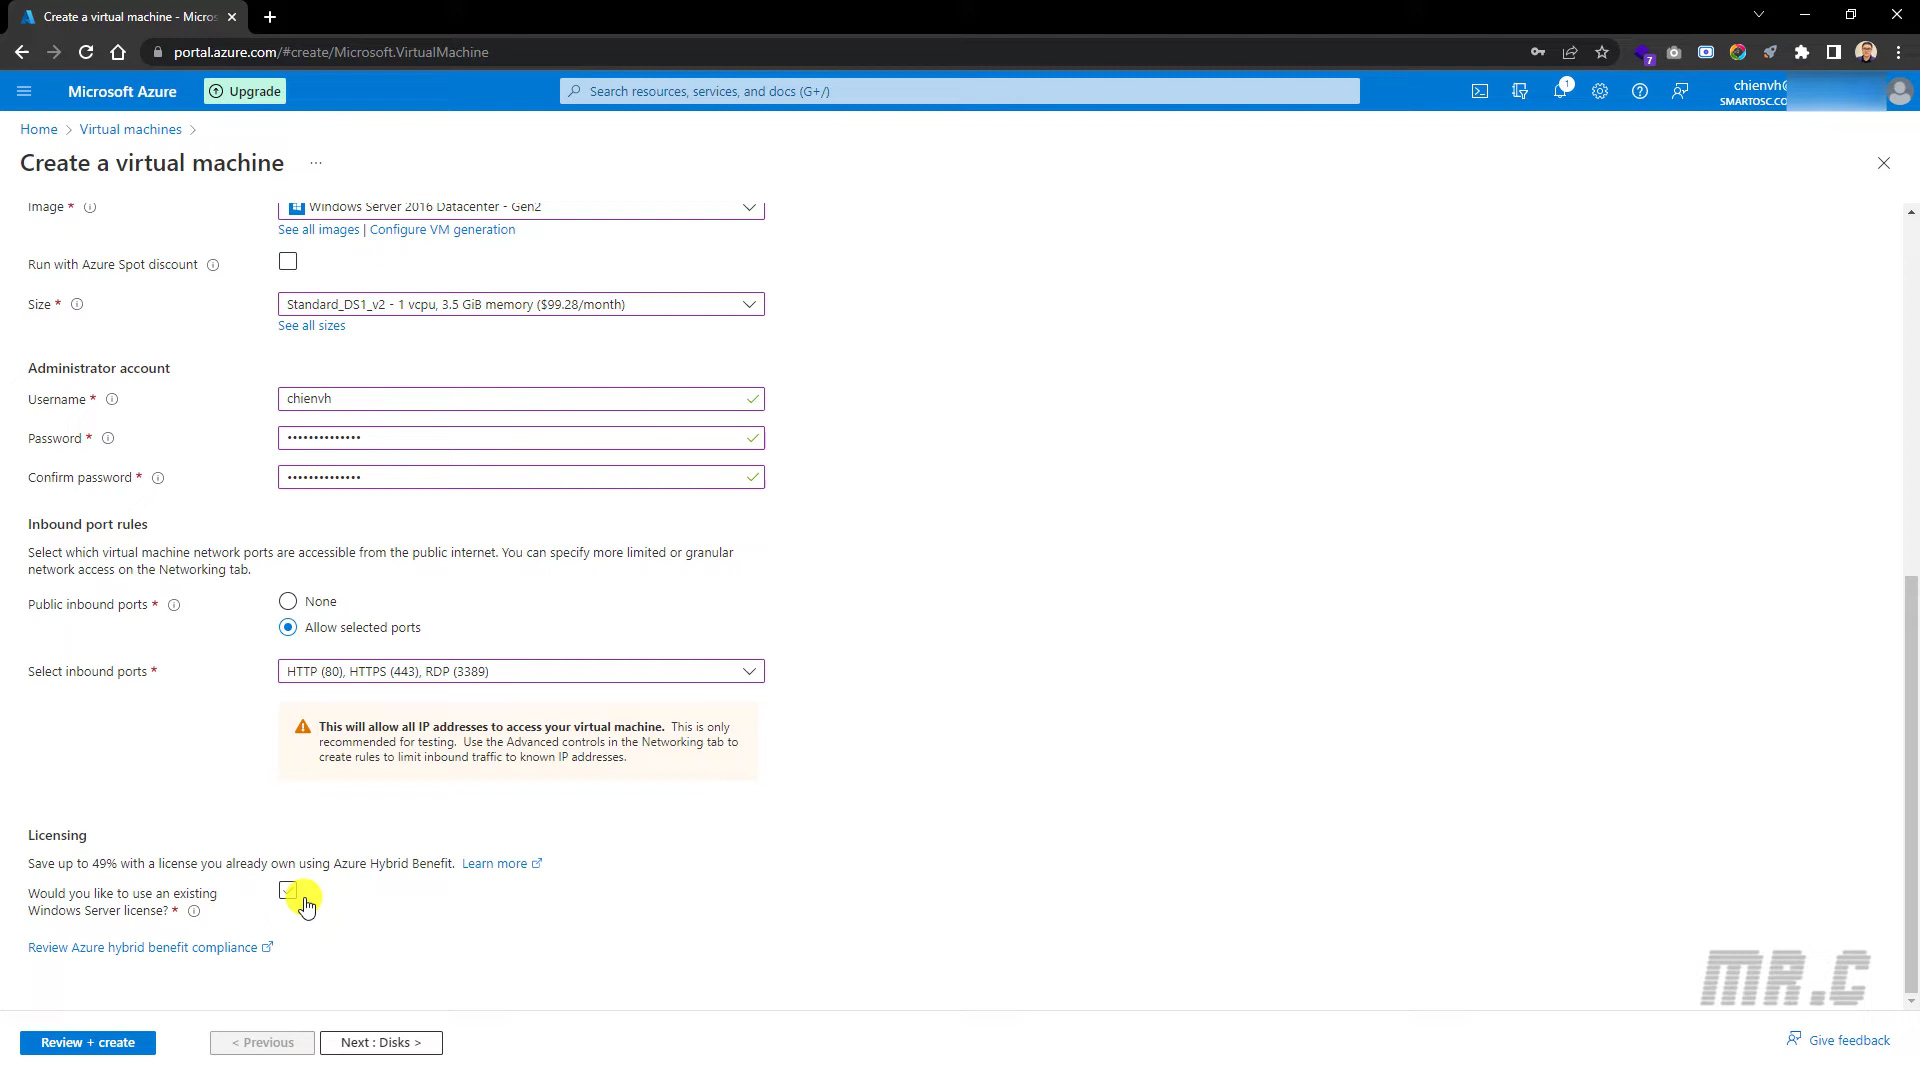 Create a virtual machine - Micros
portal.azure.com/#create/Microsoft.VirtualMachine
7
Microsoft Azure
Upgrade
Search resources, services, and docs (G+/)
1
chienvh@
SMARTOSC.CO
Home > Virtual machines >
Create a virtual machine ...
Image *
Windows Server 2016 Datacenter - Gen2
See all images | Configure VM generation
Run with Azure Spot discount
Size *
Standard_DS1_v2 - 1 vcpu, 3.5 GiB memory ($99.28/month)
See all sizes
Administrator account
Username *
chienvh
Password *
••••••••••••••
Confirm password *
••••••••••••••
Inbound port rules
Select which virtual machine network ports are accessible from the public internet. You can specify more limited or granular
network access on the Networking tab.
Public inbound ports *
None
Allow selected ports
Select inbound ports *
HTTP (80), HTTPS (443), RDP (3389)
This will allow all IP addresses to access your virtual machine. This is only
recommended for testing. Use the Advanced controls in the Networking tab to
create rules to limit inbound traffic to known IP addresses.
Licensing
Save up to 49% with a license you already own using Azure Hybrid Benefit. Learn more
Would you like to use an existing
Windows Server license? *
Review Azure hybrid benefit compliance
MR.C
Review + create
< Previous
Next : Disks >
Give feedback